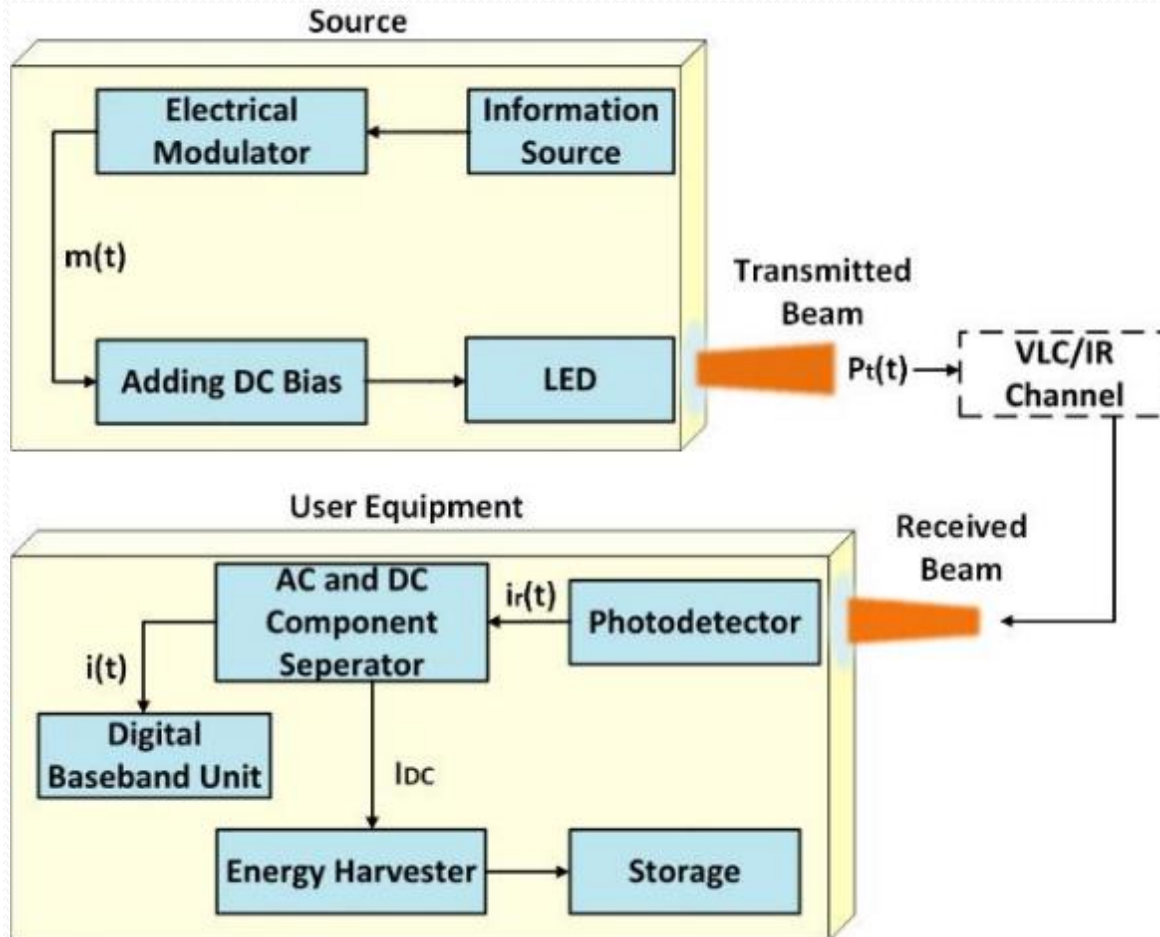 Source
Electrical
Modulator
Information
Source
m(t)
Adding DC Bias
LED
Transmitted
Beam
Pt(t)
VLC/IR
Channel
User Equipment
Received
Beam
AC and DC
Component
Seperator
ir(t)
Photodetector
i(t)
Digital
Baseband Unit
IDC
Energy Harvester
Storage